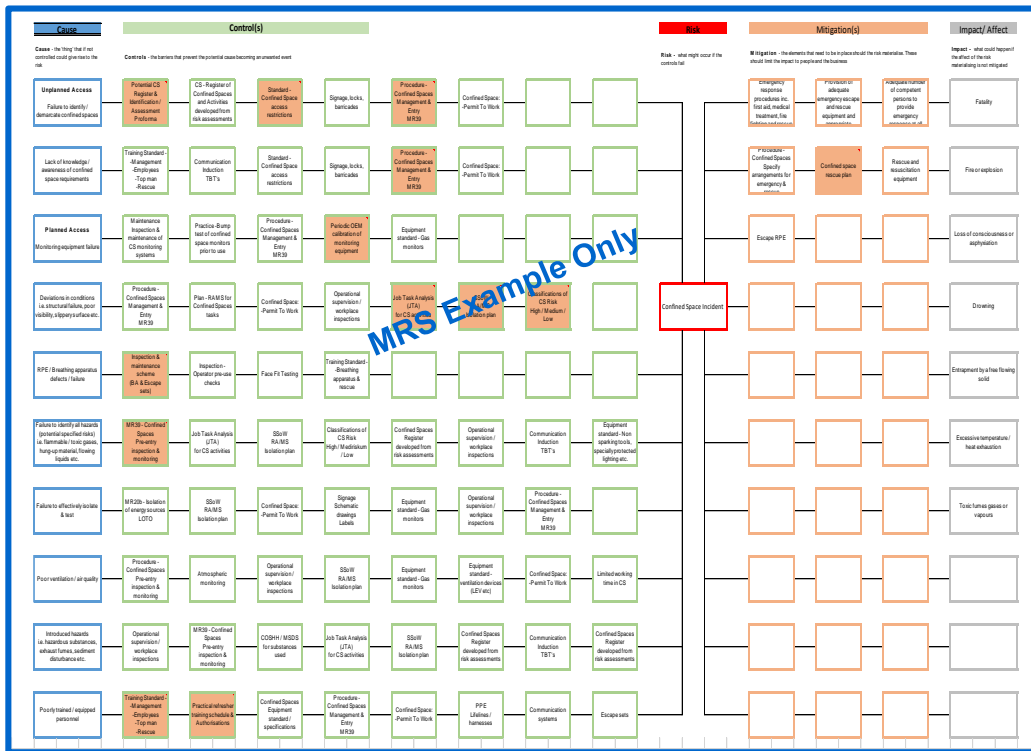 Cause
Control(s)
Risk
Mitigation(s)
Impact/ Affect
Cause - the 'thing' that if not
controlled could give rise to the
risk
Controls - the barriers that prevent the potential cause becoming an unwanted event
Risk - what might occur if the
controls fail
Mitigation - the elements that need to be in place should the risk materialise. These
should limit the impact to people and the business
Impact - what could happen if
the affect of the risk
materialising is not mitigated
Unplanned Access
Failure to identify /
demarcate confined spaces
Potential CS
Register &
Identification /
Assessment
Proforma
CS - Register of
Confined Spaces
and Activities
developed from
risk assessments
Standard -
Confined Space
access
restrictions
Signage, locks,
barricades
Procedure -
Confined Spaces
Management &
Entry
MR39
Confined Space:
-Permit To Work
Emergency
response
procedures inc.
first aid, medical
treatment, fire
fighting and rescue
Provision of
adequate
emergency escape
and rescue
equipment and
Adequate number
of competent
persons to
provide
emergency
Fatality
Lack of knowledge /
awareness of confined
space requirements
Training Standard -
-Management
-Employees
-Top man
-Rescue
Communication
Induction
TBT's
Standard -
Confined Space
access
restrictions
Signage, locks,
barricades
Procedure -
Confined Spaces
Management &
Entry
MR39
Confined Space:
-Permit To Work
Procedure -
Confined Spaces
Specify
arrangements for
emergency &
Confined space
rescue plan
Rescue and
resuscitation
equipment
Fire or explosion
Planned Access
Monitoring equipment failure
Maintenance
Inspection &
maintenance of
CS monitoring
systems
Practice - Bump
test of confined
space monitors
prior to use
Procedure -
Confined Spaces
Management &
Entry
MR39
Periodic OEM
calibration of
monitoring
equipment
Equipment
standard - Gas
monitors
Escape RPE
Loss of consciousness or
asphyxiation
Deviations in conditions
i.e. structural failure, poor
visibility, slippery surface etc.
Procedure -
Confined Spaces
Management &
Entry
MR39
Plan - RAMS for
Confined Spaces
tasks
Confined Space:
-Permit To Work
Operational
supervision /
workplace
inspections
Job Task Analysis
(JTA)
for CS activities
Isolation plan
Classifications of
CS Risk
High / Medium /
Low
Confined Space Incident
Drowning
MRS Example Only
RPE / Breathing apparatus
defects / failure
Inspection &
maintenance
scheme
(BA & Escape
sets)
Inspection -
Operator pre-use
checks
Face Fit Testing
Training Standard -
-Breathing
apparatus &
rescue
Entrapment by a free flowing
solid
Failure to identify all hazards
(potential specified risks)
i.e. flammable / toxic gases,
hung-up material, flowing
liquids etc.
MR39 - Confined
Spaces
Pre-entry
inspection &
monitoring
Job Task Analysis
(JTA)
for CS activities
SSoW
RA/MS
Isolation plan
Classifications of
CS Risk
High / Mediriskum
/ Low
Confined Spaces
Register
developed from
risk assessments
Operational
supervision /
workplace
inspections
Communication
Induction
TBT's
Equipment
standard - Non
sparking tools,
specially protected
lighting etc.
Excessive temperature /
heat exhaustion
Failure to effectively isolate
& test
MR20b - Isolation
of energy sources
LOTO
SSoW
RA/MS
Isolation plan
Confined Space:
-Permit To Work
Signage
Schematic
drawings
Labels
Equipment
standard - Gas
monitors
Operational
supervision /
workplace
inspections
Procedure -
Confined Spaces
Management &
Entry
MR39
Toxic fumes gases or
vapours
Poor ventilation / air quality
Procedure -
Confined Spaces
Pre-entry
inspection &
monitoring
Atmospheric
monitoring
Operational
supervision /
workplace
inspections
SSoW
RA/MS
Isolation plan
Equipment
standard - Gas
monitors
Equipment
standard -
ventilation devices
(LEV etc)
Confined Space:
-Permit To Work
Limited working
time in CS
Introduced hazards
i.e. hazardous substances,
exhaust fumes, sediment
disturbance etc.
Operational
supervision /
workplace
inspections
MR39 - Confined
Spaces
Pre-entry
inspection &
monitoring
COSHH / MSDS
for substances
used
Job Task Analysis
(JTA)
for CS activities
SSoW
RA/MS
Isolation plan
Confined Spaces
Register
developed from
risk assessments
Communication
Induction
TBT's
Confined Spaces
Register
developed from
risk assessments
Poorly trained / equipped
personnel
Training Standard -
-Management
-Employees
-Top man
-Rescue
Practical refresher
training schedule &
Authorisations
Confined Spaces
Equipment
standard /
specifications
Procedure -
Confined Spaces
Management &
Entry
MR39
Confined Space:
-Permit To Work
PPE
Lifelines /
harnesses
Communication
systems
Escape sets